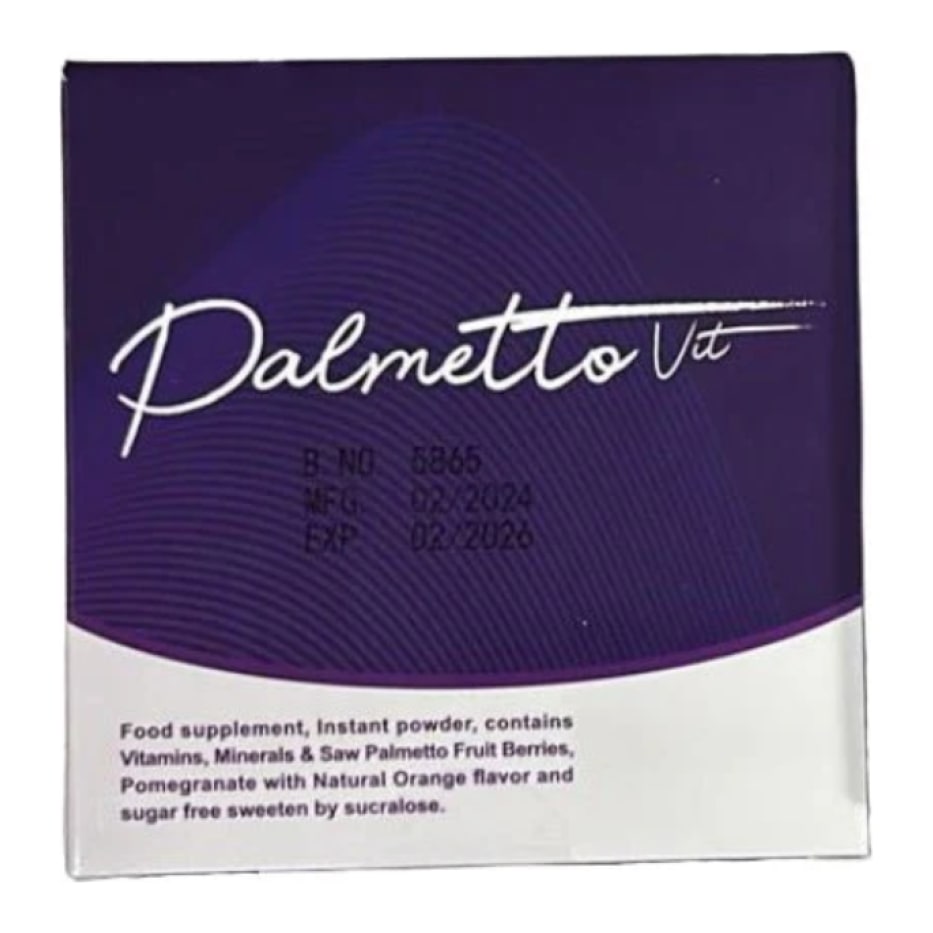 Palmetto Vit
B.NO 5865
MFG. 02/2024
EXP 02/2026
Food supplement, Instant powder, contains
Vitamins, Minerals & Saw Palmetto Fruit Berries,
Pomegranate with Natural Orange flavor and
sugar free sweeten by sucralose.